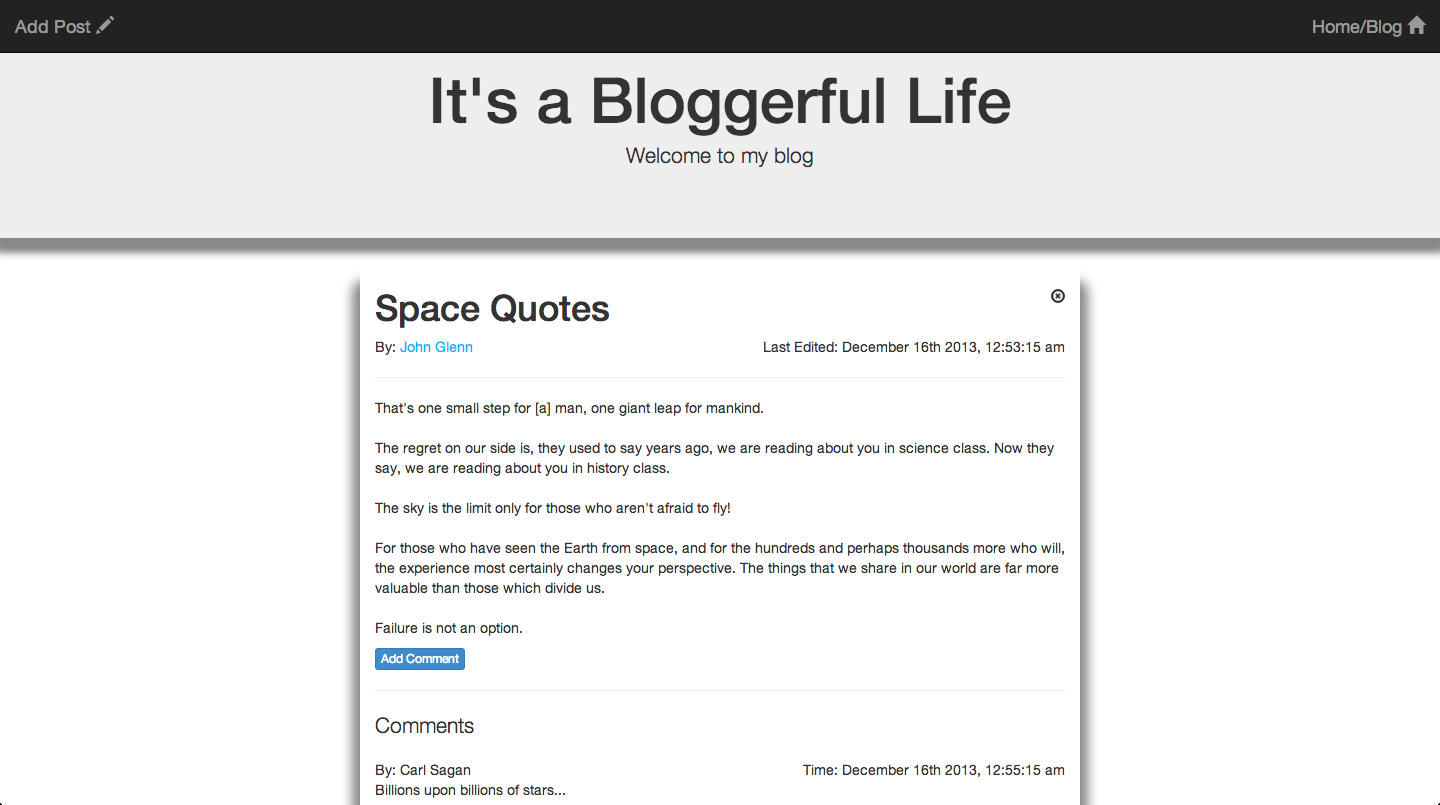 Add Post
Home/Blog
It's a Bloggerful Life
Welcome to my blog
Space Quotes
By: John Glenn
Last Edited: December 16th 2013, 12:53:15 am
That's one small step for [a] man, one giant leap for mankind.
The regret on our side is, they used to say years ago, we are reading about you in science class. Now they
say, we are reading about you in history class.
The sky is the limit only for those who aren't afraid to fly!
For those who have seen the Earth from space, and for the hundreds and perhaps thousands more who will,
the experience most certainly changes your perspective. The things that we share in our world are far more
valuable than those which divide us.
Failure is not an option.
Add Comment
Comments
By: Carl Sagan
Time: December 16th 2013, 12:55:15 am
Billions upon billions of stars...